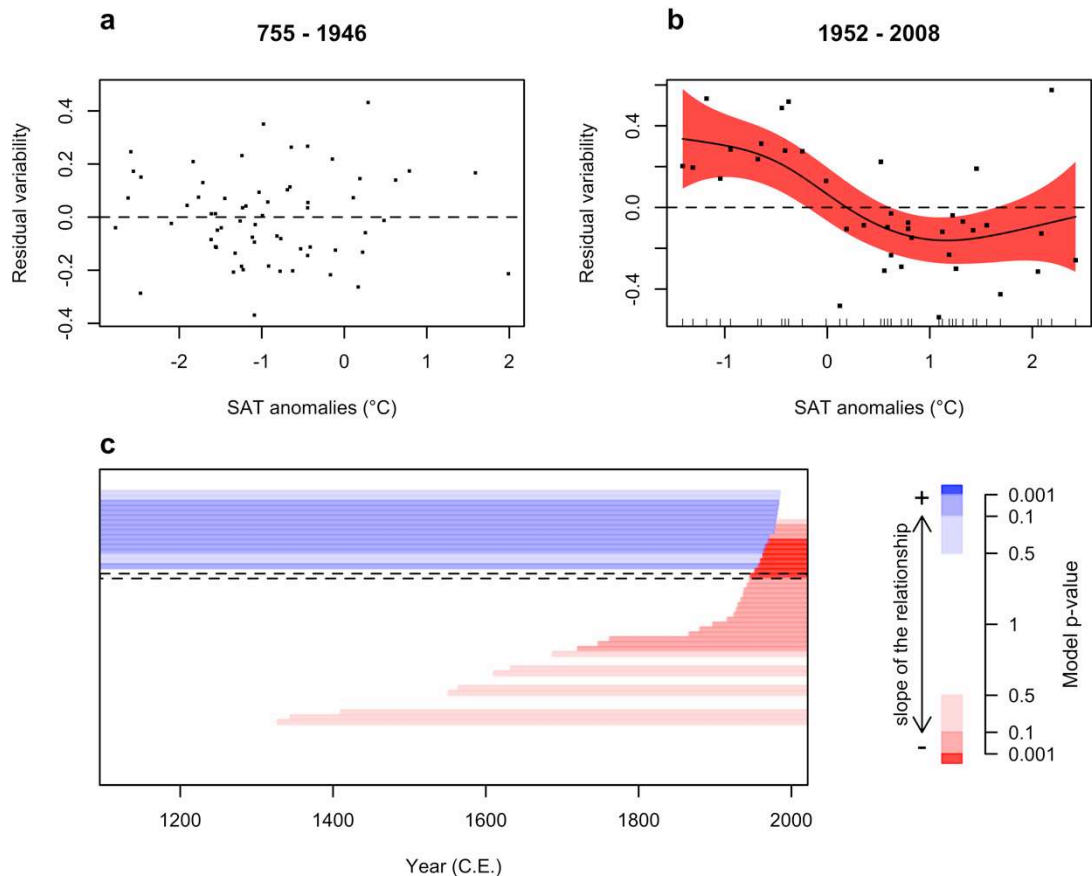 a
755 - 1946
Residual variability
0.4
0.2
0.0
-0.2
-0.4
-2
-1
0
1
2
SAT anomalies (°C)
b
1952 - 2008
Residual variability
0.4
0.0
-0.4
-1
0
1
2
SAT anomalies (°C)
c
1200
1400
1600
1800
2000
Year (C.E.)
+
slope of the relationship
-
0.001
0.1
0.5
1
0.5
0.1
0.001
Model p-value